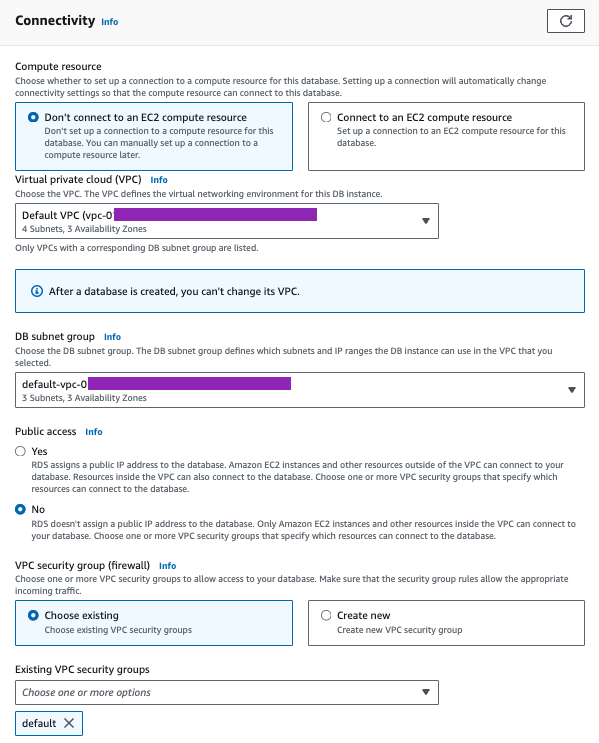 Connectivity Info
Compute resource
Choose whether to set up a connection to a compute resource for this database. Setting up a connection will automatically change
connectivity settings so that the compute resource can connect to this database.
Don't connect to an EC2 compute resource
Don't set up a connection to a compute resource for this
database. You can manually set up a connection to a
compute resource later.
Connect to an EC2 compute resource
Set up a connection to an EC2 compute resource for this
database.
Virtual private cloud (VPC) Info
Choose the VPC. The VPC defines the virtual networking environment for this DB instance.
Default VPC (vpc-0
4 Subnets, 3 Availability Zones
Only VPCs with a corresponding DB subnet group are listed.
After a database is created, you can't change its VPC.
DB subnet group Info
Choose the DB subnet group. The DB subnet group defines which subnets and IP ranges the DB instance can use in the VPC that you
selected.
default-vpc-0
3 Subnets, 3 Availability Zones
Public access Info
Yes
RDS assigns a public IP address to the database. Amazon EC2 instances and other resources outside of the VPC can connect to your
database. Resources inside the VPC can also connect to the database. Choose one or more VPC security groups that specify which
resources can connect to the database.
No
RDS doesn't assign a public IP address to the database. Only Amazon EC2 instances and other resources inside the VPC can connect to
your database. Choose one or more VPC security groups that specify which resources can connect to the database.
VPC security group (firewall) Info
Choose one or more VPC security groups to allow access to your database. Make sure that the security group rules allow the appropriate
incoming traffic.
Choose existing
Choose existing VPC security groups
Create new
Create new VPC security group
Existing VPC security groups
Choose one or more options
default